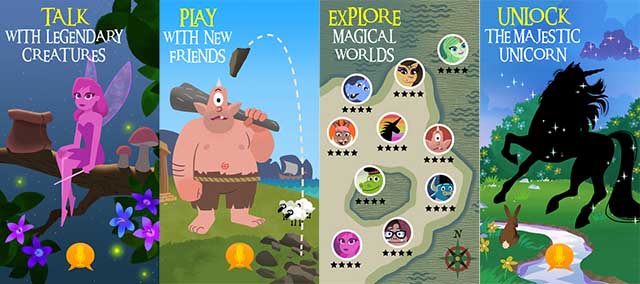 TALK
WITH LEGENDARY
CREATURES
PLAY
WITH NEW
FRIENDS
EXPLORE
MAGICAL
WORLDS
UNLOCK
THE MAJESTIC
UNICORN